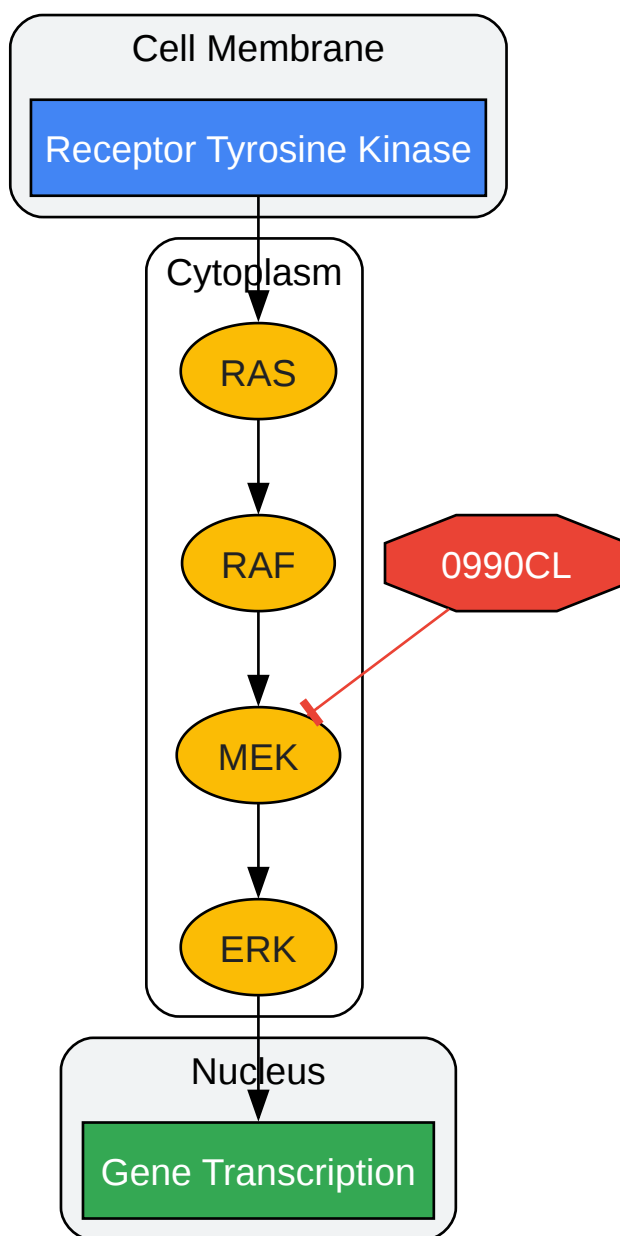 Cell Membrane
Receptor Tyrosine Kinase
Cytoplasm
RAS
RAF
0990CL
MEK
ERK
Nucleus
Gene Transcription